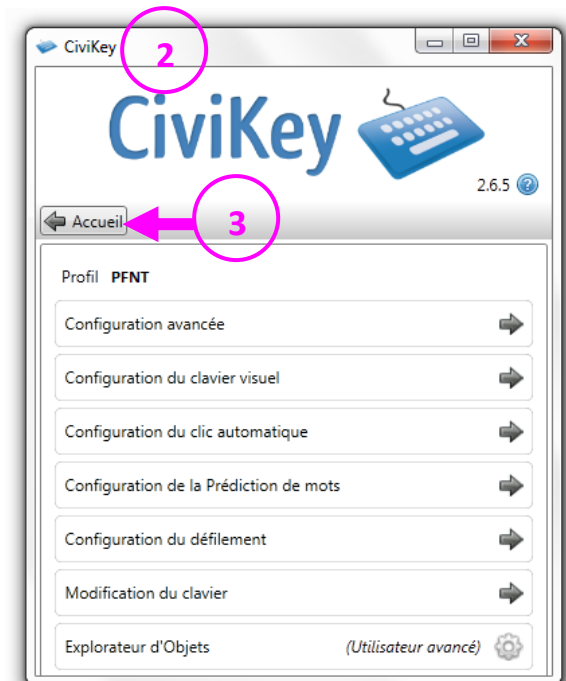 CiviKey
2
CiviKey
2.6.5
Accueil
3
Profil PFNT
Configuration avancée
Configuration du clavier visuel
Configuration du clic automatique
Configuration de la Prédiction de mots
Configuration du défilement
Modification du clavier
Explorateur d'Objets (Utilisateur avancé)